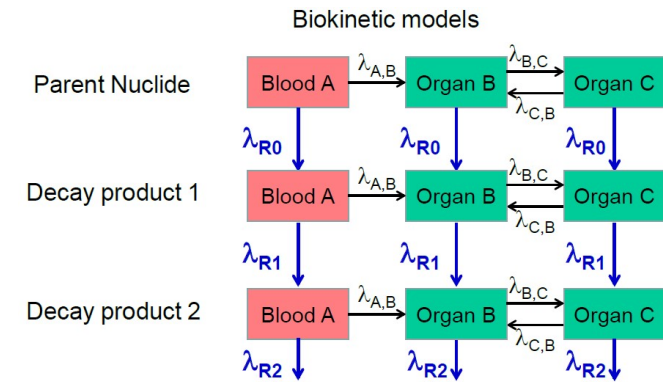 Biokinetic models
Parent Nuclide
Blood A
λA,B
Organ B
λB,C
λC,B
Organ C
λR0
λR0
λR0
Decay product 1
Blood A
λA,B
Organ B
λB,C
λC,B
Organ C
λR1
λR1
λR1
Decay product 2
Blood A
λA,B
Organ B
λB,C
λC,B
Organ C
λR2
λR2
λR2